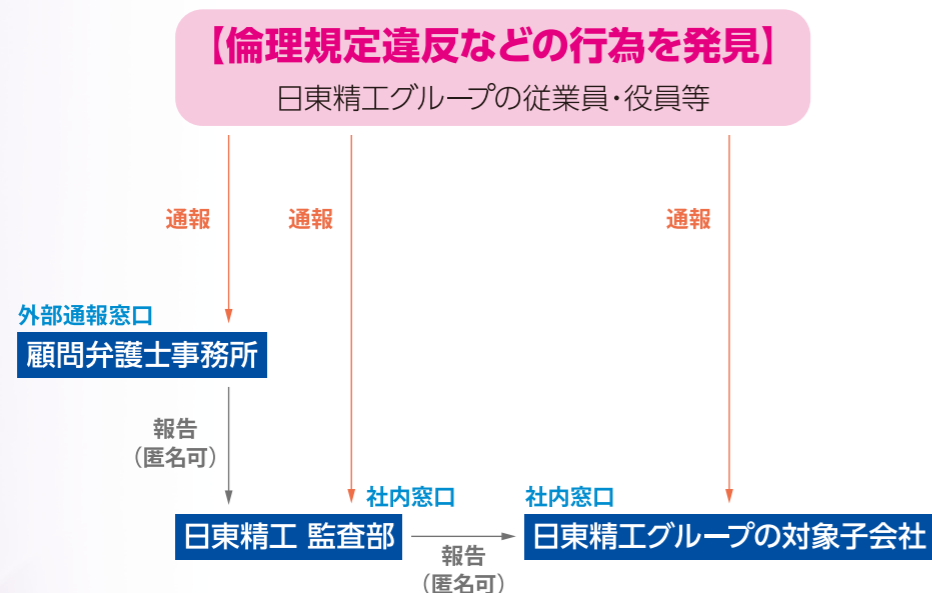 【倫理規定違反などの行為を発見】
日東精工グループの従業員・役員等
通報
通報
通報
外部通報窓口
顧問弁護士事務所
報告
（匿名可）
社内窓口
日東精工 監査部
報告
（匿名可）
社内窓口
日東精工グループの対象子会社